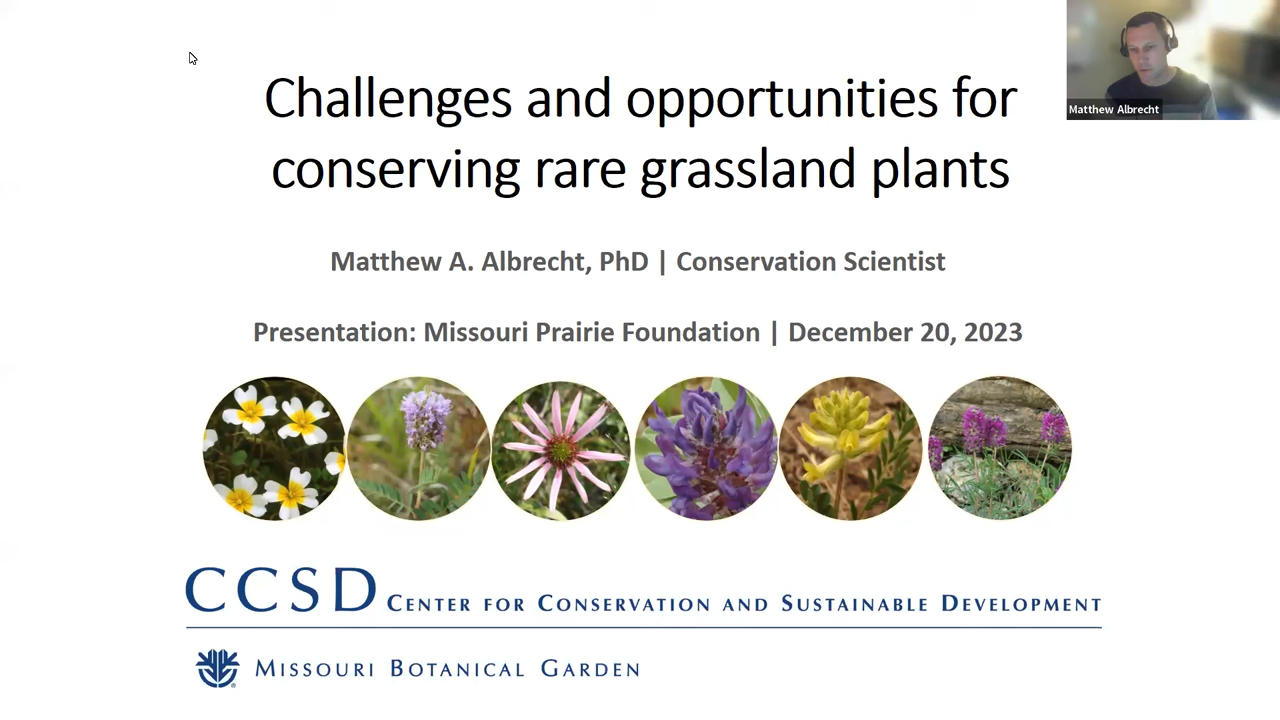 Challenges and opportunities for
conserving rare grassland plants
Matthew Albrecht
Matthew A. Albrecht, PhD | Conservation Scientist
Presentation: Missouri Prairie Foundation | December 20, 2023
CCSD CENTER FOR CONSERVATION AND SUSTAINABLE DEVELOPMENT
MISSOURI BOTANICAL GARDEN